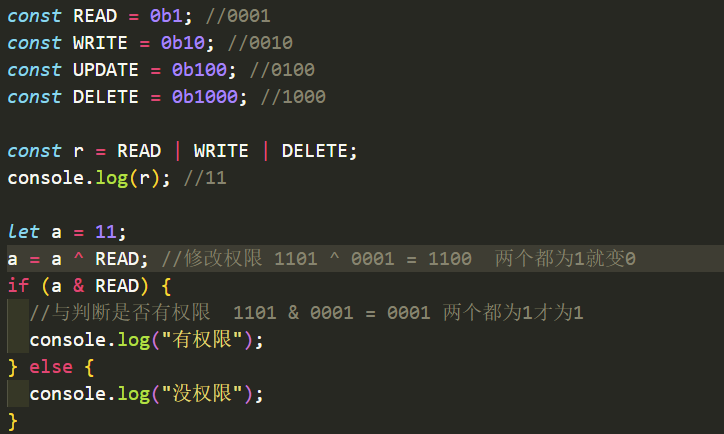 const READ = 0b1; //0001
const WRITE = 0b10; //0010
const UPDATE = 0b100; //0100
const DELETE = 0b1000; //1000

const r = READ | WRITE | DELETE;
console.log(r); //11

let a = 11;
a = a ^ READ; //修改权限 1101 ^ 0001 = 1100  两个都为1就变0
if (a & READ) {
  //与判断是否有权限  1101 & 0001 = 0001 两个都为1才为1
  console.log("有权限");
} else {
  console.log("没权限");
}